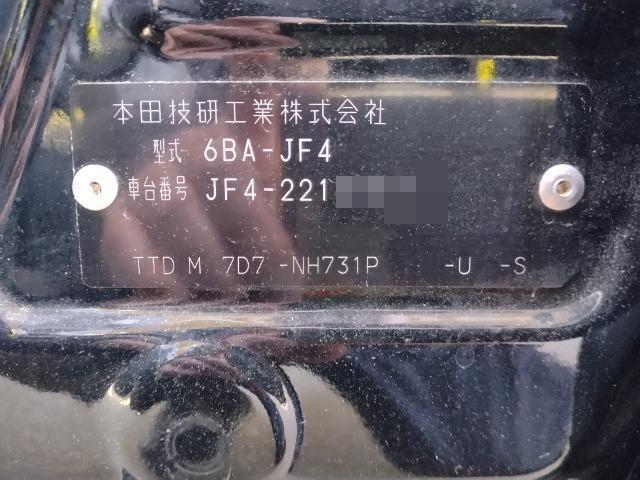 本田技研工業株式会社
型式 6BA-JF4
車台番号 JF4-221
TTD M 7D7 -NH731P -U -S